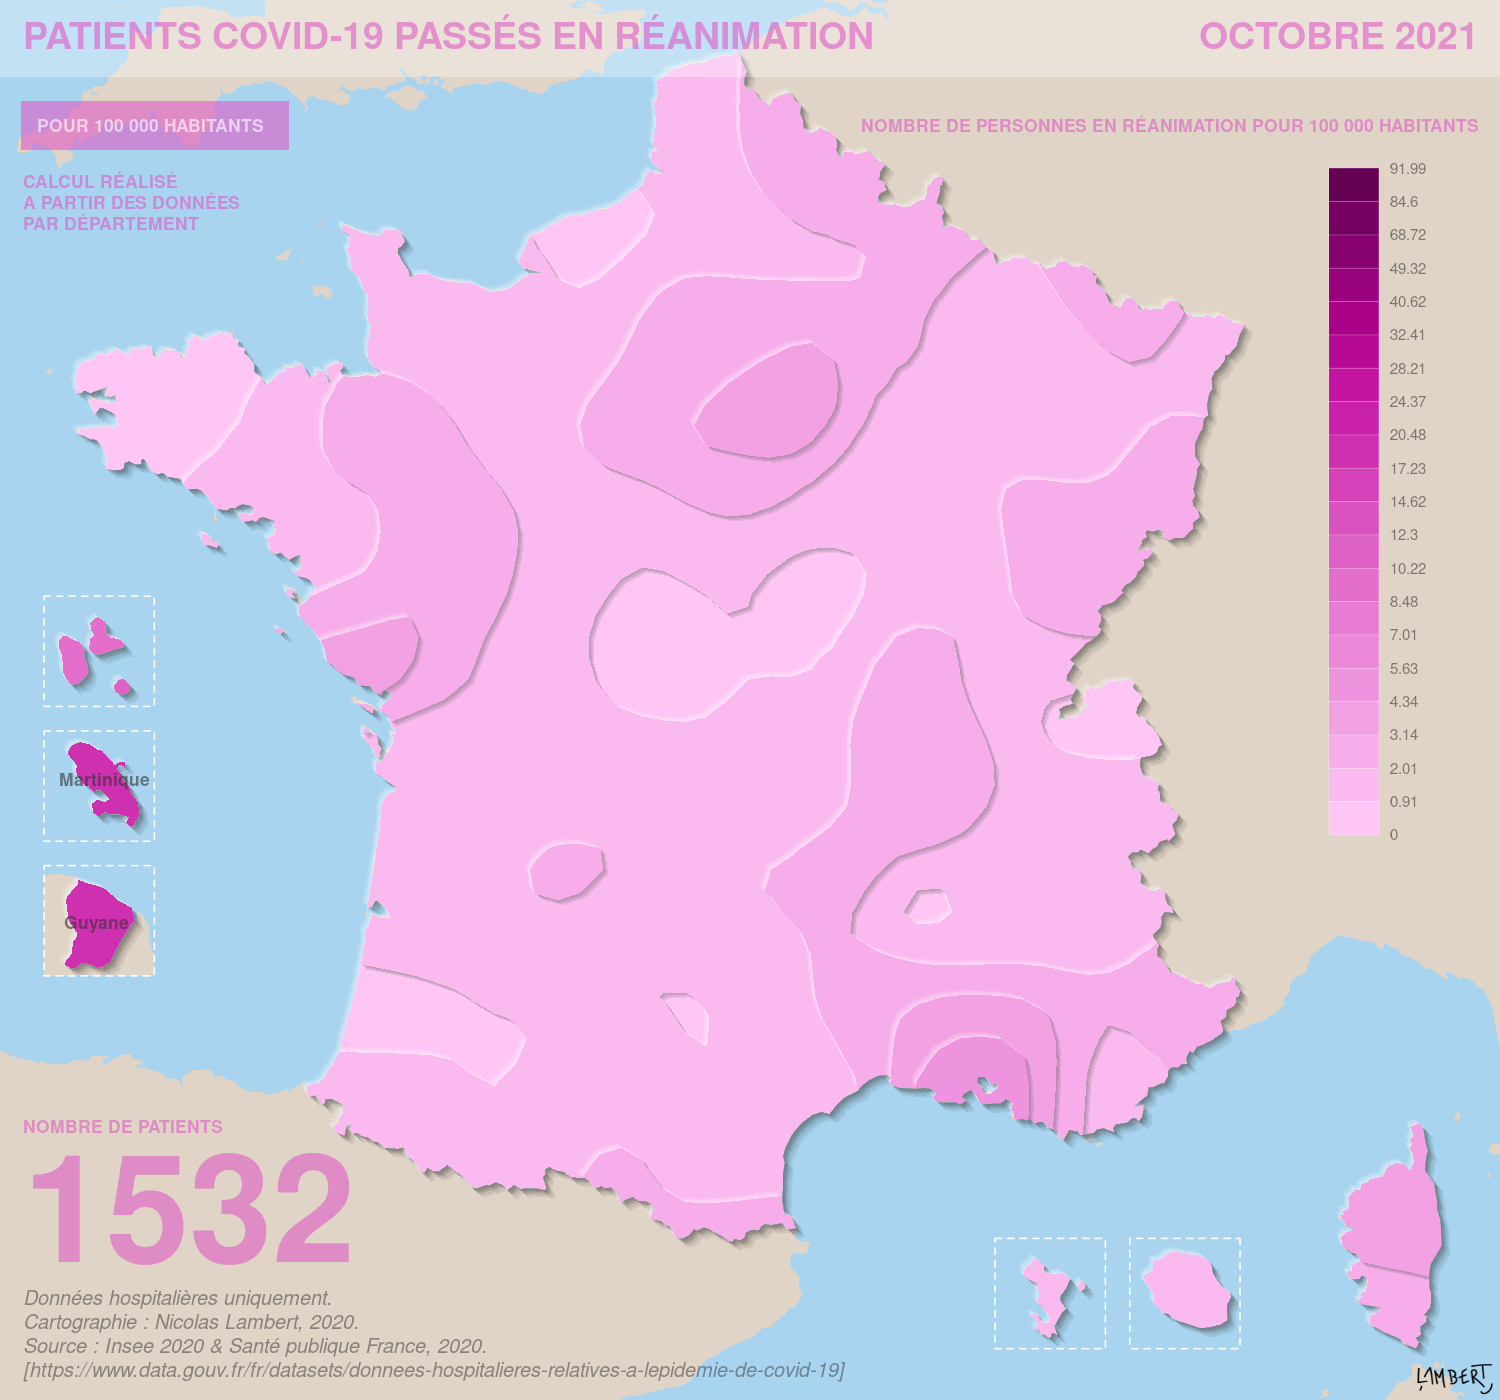 PATIENTS COVID-19 PASSÉS EN RÉANIMATION
OCTOBRE 2021
POUR 100 000 HABITANTS
CALCUL RÉALISÉ
A PARTIR DES DONNÉES
PAR DÉPARTEMENT
NOMBRE DE PERSONNES EN RÉANIMATION POUR 100 000 HABITANTS
91.99
84.6
68.72
49.32
40.62
32.41
28.21
24.37
20.48
17.23
14.62
12.3
10.22
8.48
7.01
5.63
4.34
3.14
2.01
0.91
0
Martinique
Guyane
NOMBRE DE PATIENTS
1532
Données hospitalières uniquement.
Cartographie : Nicolas Lambert, 2020.
Source : Insee 2020 & Santé publique France, 2020.
[https://www.data.gouv.fr/fr/datasets/donnees-hospitalieres-relatives-a-lepidemie-de-covid-19]
LAMBERT